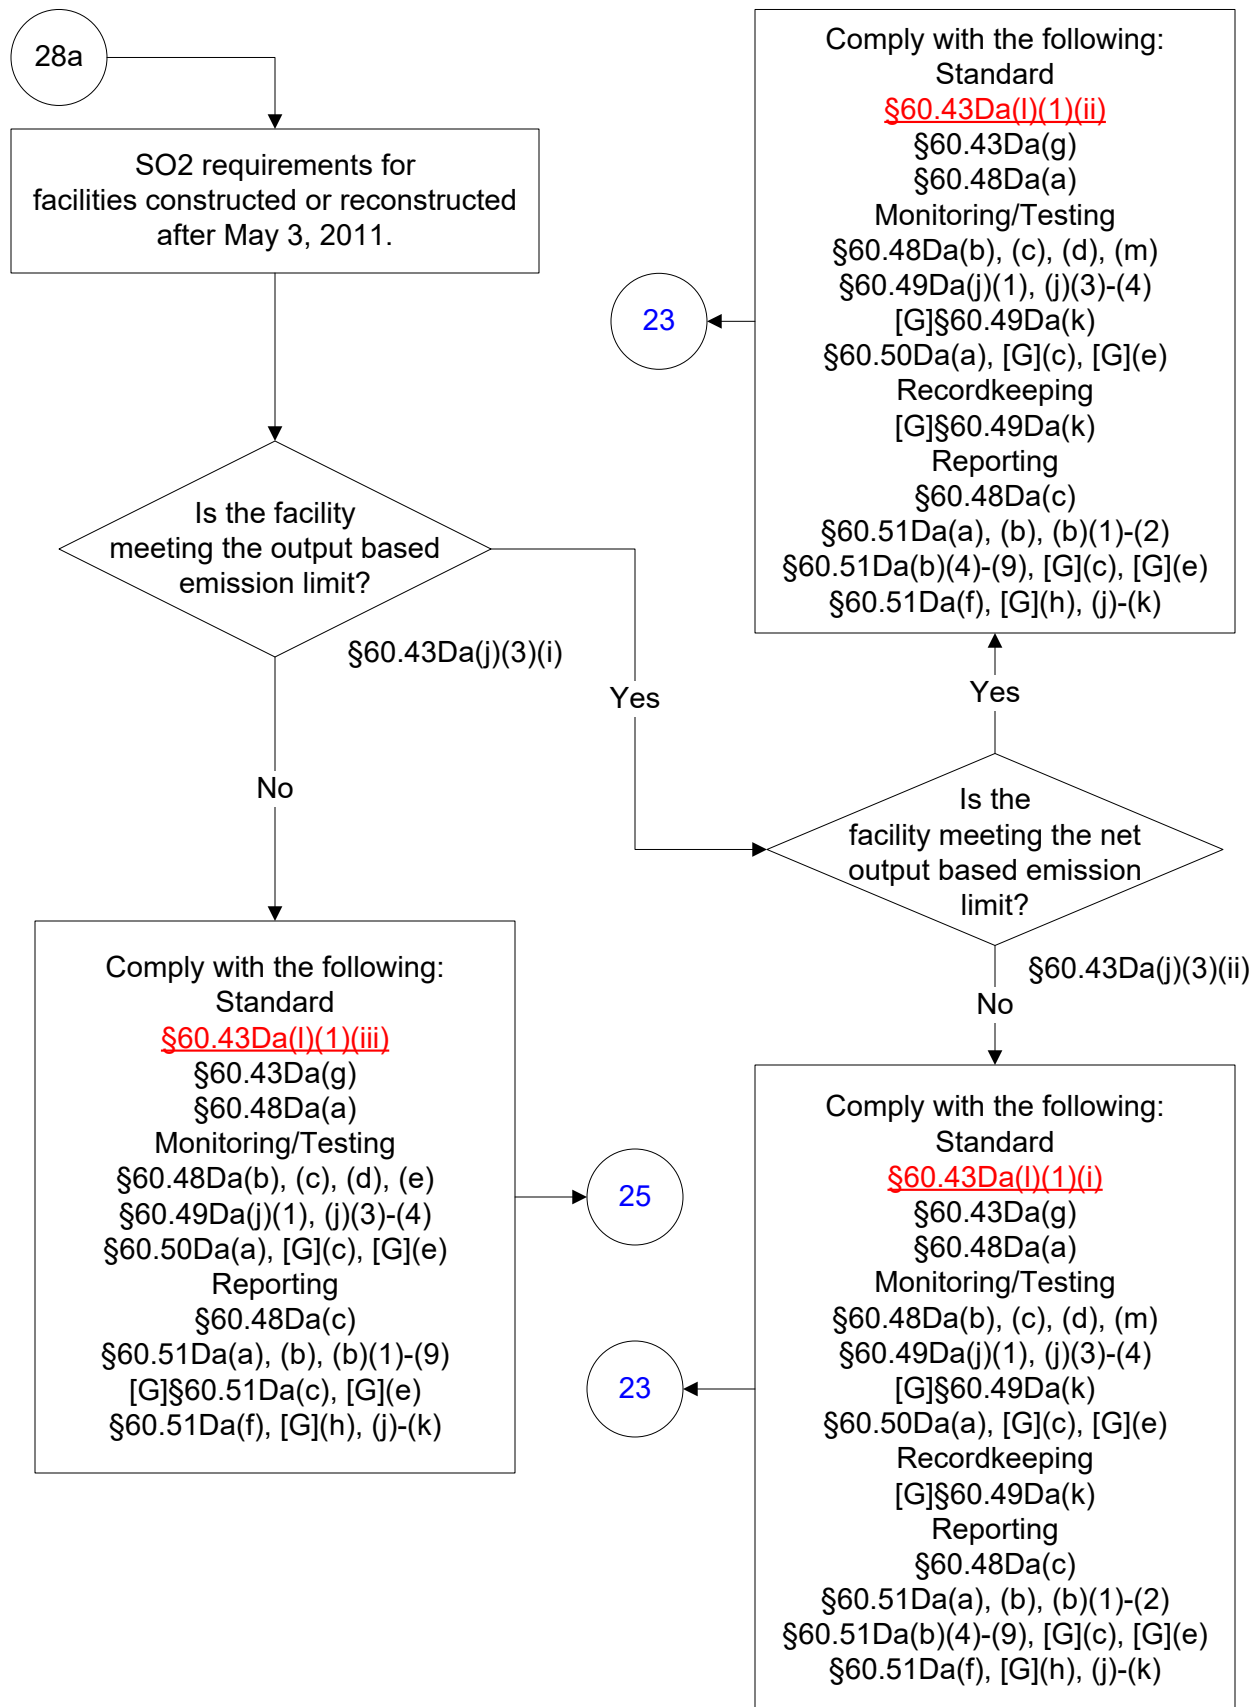 28a
SO2 requirements for
facilities constructed or reconstructed
after May 3, 2011.
Is the facility
meeting the output based
emission limit?
§60.43Da(j)(3)(i)
Yes
No
Comply with the following:
Standard
§60.43Da(l)(1)(iii)
§60.43Da(g)
§60.48Da(a)
Monitoring/Testing
§60.48Da(b), (c), (d), (e)
§60.49Da(j)(1), (j)(3)-(4)
§60.50Da(a), [G](c), [G](e)
Reporting
§60.48Da(c)
§60.51Da(a), (b), (b)(1)-(9)
[G]§60.51Da(c), [G](e)
§60.51Da(f), [G](h), (j)-(k)
25
Is the
facility meeting the net
output based emission
limit?
§60.43Da(j)(3)(ii)
Yes
Comply with the following:
Standard
§60.43Da(l)(1)(ii)
§60.43Da(g)
§60.48Da(a)
Monitoring/Testing
§60.48Da(b), (c), (d), (m)
§60.49Da(j)(1), (j)(3)-(4)
[G]§60.49Da(k)
§60.50Da(a), [G](c), [G](e)
Recordkeeping
[G]§60.49Da(k)
Reporting
§60.48Da(c)
§60.51Da(a), (b), (b)(1)-(2)
§60.51Da(b)(4)-(9), [G](c), [G](e)
§60.51Da(f), [G](h), (j)-(k)
23
No
Comply with the following:
Standard
§60.43Da(l)(1)(i)
§60.43Da(g)
§60.48Da(a)
Monitoring/Testing
§60.48Da(b), (c), (d), (m)
§60.49Da(j)(1), (j)(3)-(4)
[G]§60.49Da(k)
§60.50Da(a), [G](c), [G](e)
Recordkeeping
[G]§60.49Da(k)
Reporting
§60.48Da(c)
§60.51Da(a), (b), (b)(1)-(2)
§60.51Da(b)(4)-(9), [G](c), [G](e)
§60.51Da(f), [G](h), (j)-(k)
23